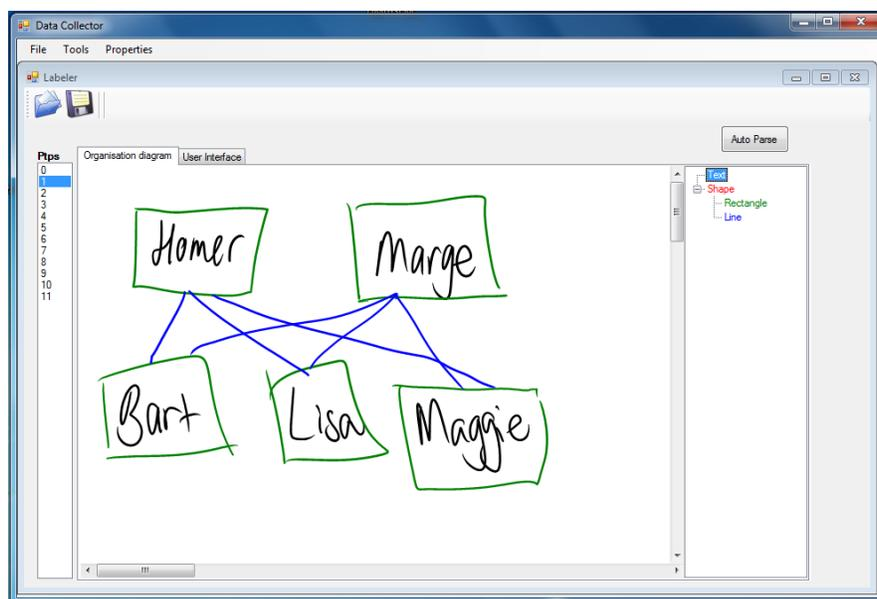 Data Collector
File Tools Properties
Labeler
Auto Parse
Ptps
Organisation diagram User Interface
0
1
2
3
4
5
6
7
8
9
10
11
Homer Marge
Bart Lisa Maggie
Text
Shape
Rectangle
Line